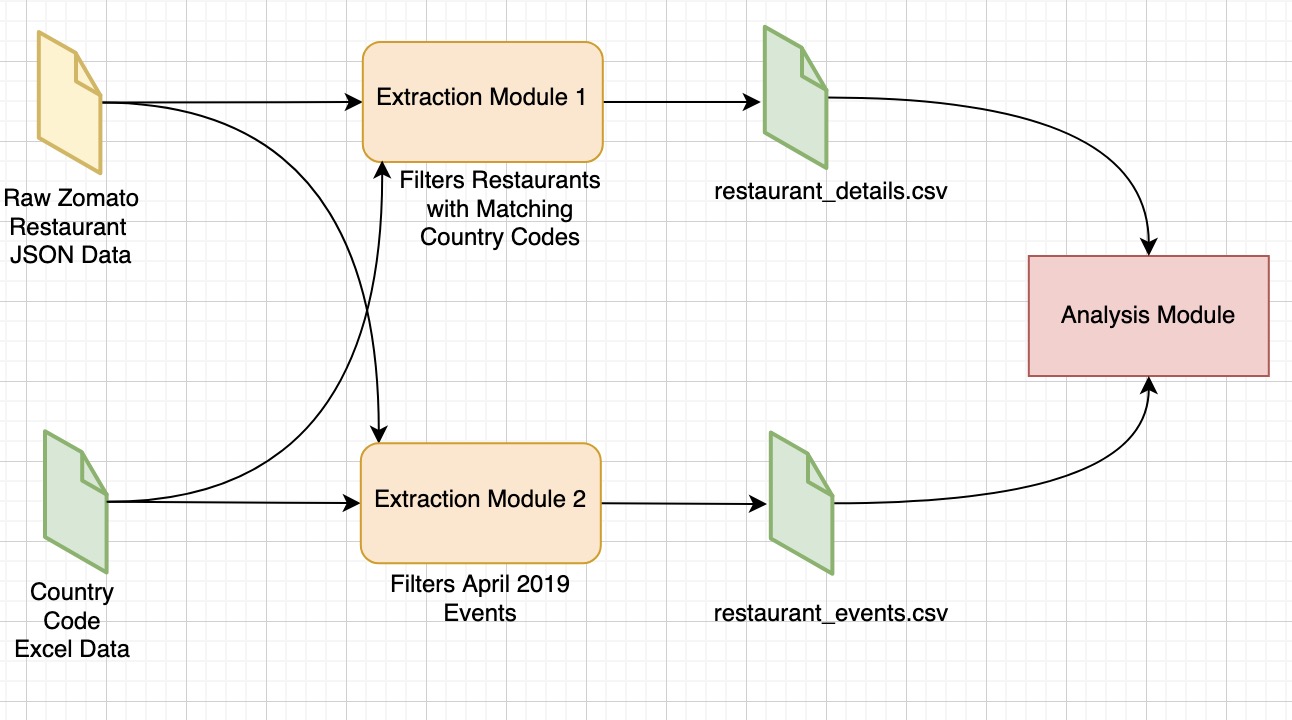 Extraction Module 1
Raw Zomato
Restaurant
JSON Data
Filters Restaurants
with Matching
Country Codes
restaurant_details.csv
Analysis Module
Extraction Module 2
Country
Code
Excel Data
Filters April 2019
Events
restaurant_events.csv